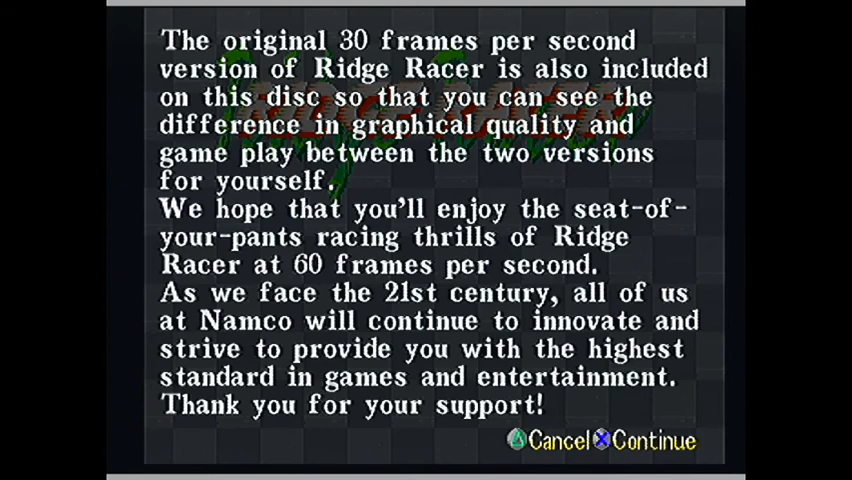 The original 30 frames per second
version of Ridge Racer is also included
on this disc so that you can see the
difference in graphical quality and
game play between the two versions
for yourself.
We hope that you'll enjoy the seat-of-
your-pants racing thrills of Ridge
Racer at 60 frames per second.
As we face the 21st century, all of us
at Namco will continue to innovate and
strive to provide you with the highest
standard in games and entertainment.
Thank you for your support!
Cancel Continue